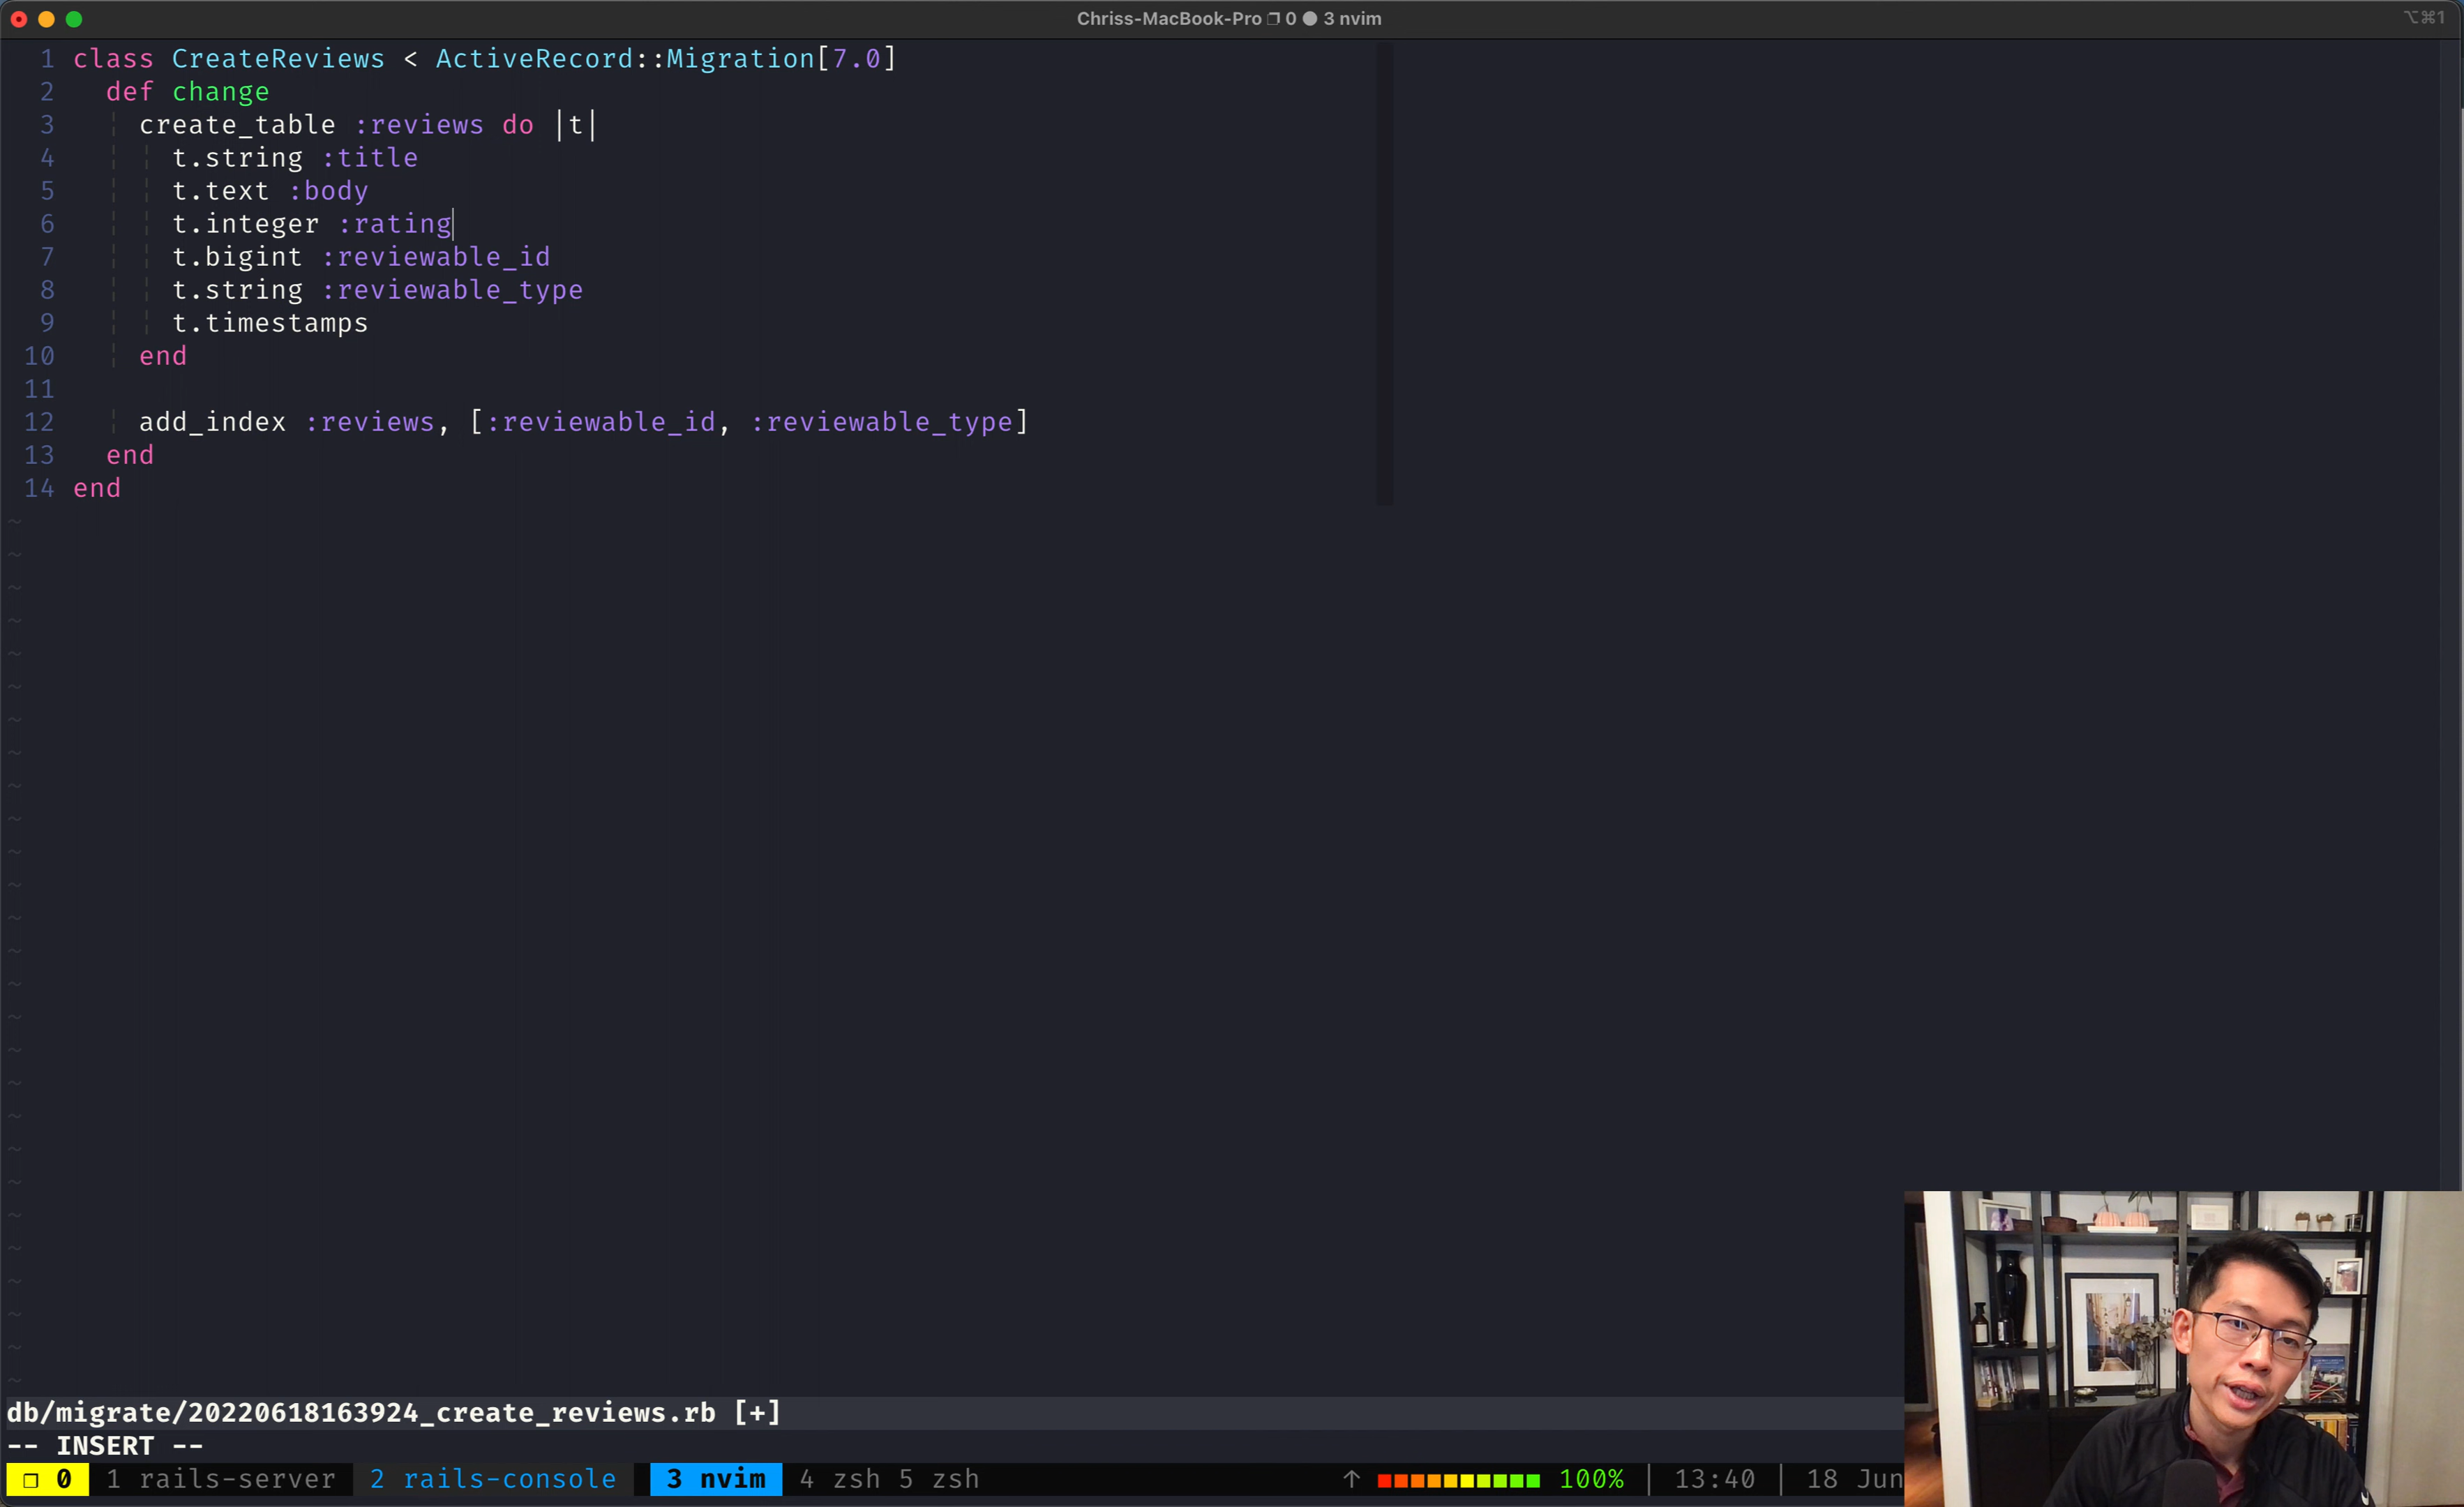 Chriss-MacBook-Pro ❐ 0 ● 3 nvim
⌥⌘1
1 class CreateReviews < ActiveRecord::Migration[7.0]
2 def change
3 create_table :reviews do |t|
4 t.string :title
5 t.text :body
6 t.integer :rating
7 t.bigint :reviewable_id
8 t.string :reviewable_type
9 t.timestamps
10 end
11
12 add_index :reviews, [:reviewable_id, :reviewable_type]
13 end
14 end
db/migrate/20220618163924_create_reviews.rb [+]
-- INSERT --
❐ 0 1 rails-server 2 rails-console 3 nvim 4 zsh 5 zsh ↑ 100% | 13:40 | 18 Jun